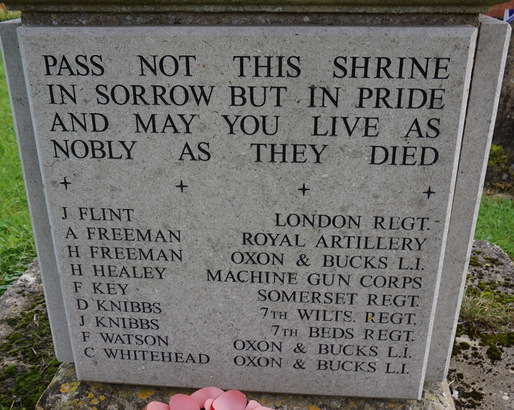 PASS NOT THIS SHRINE
IN SORROW BUT IN PRIDE
AND MAY YOU LIVE AS
NOBLY AS THEY DIED
J FLINT LONDON REGT.
A FREEMAN ROYAL ARTILLERY
H FREEMAN OXON & BUCKS L.I.
H HEALEY MACHINE GUN CORPS
F KEY SOMERSET REGT.
D KNIBBS 7TH WILTS. REGT.
J KNIBBS 7TH BEDS REGT.
F WATSON OXON & BUCKS L.I.
C WHITEHEAD OXON & BUCKS L.I.